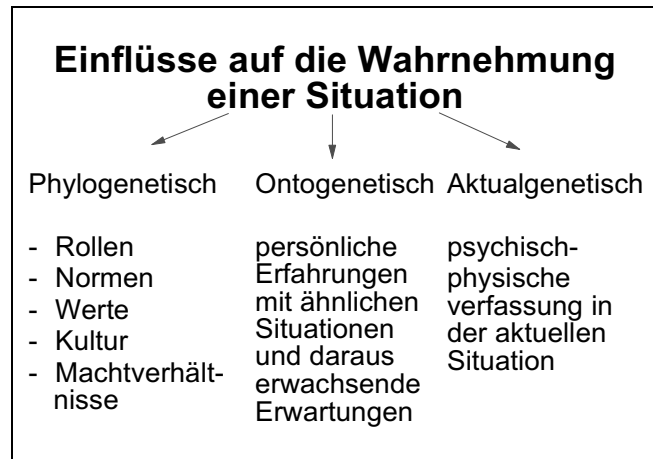 Einflüsse auf die Wahrnehmung
einer Situation
Phylogenetisch
- Rollen
- Normen
- Werte
- Kultur
- Machtverhält-
nisse
Ontogenetisch
persönliche
Erfahrungen
mit ähnlichen
Situationen
und daraus
erwachsende
Erwartungen
Aktualgenetisch
psychisch-
physische
verfassung in
der aktuellen
Situation